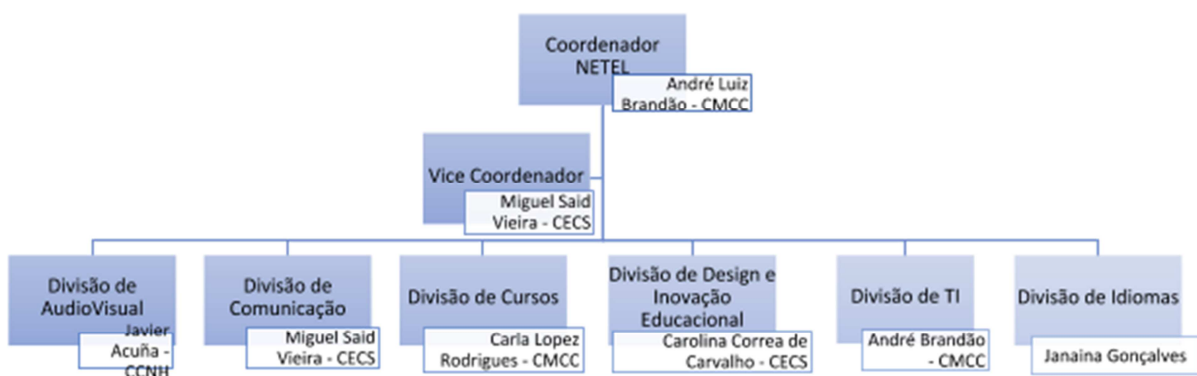 Coordenador
NETEL
André Luiz
Brandão - CMCC
Vice Coordenador
Miguel Said
Vieira - CECS
Divisão de
AudioVisual
Javier
Acuña -
CCNH
Divisão de
Comunicação
Miguel Said
Vieira - CECS
Divisão de Cursos
Carla Lopez
Rodrigues - CMCC
Divisão de Design e
Inovação
Educacional
Carolina Correa de
Carvalho - CECS
Divisão de TI
André Brandão
- CMCC
Divisão de Idiomas
Janaina Gonçalves